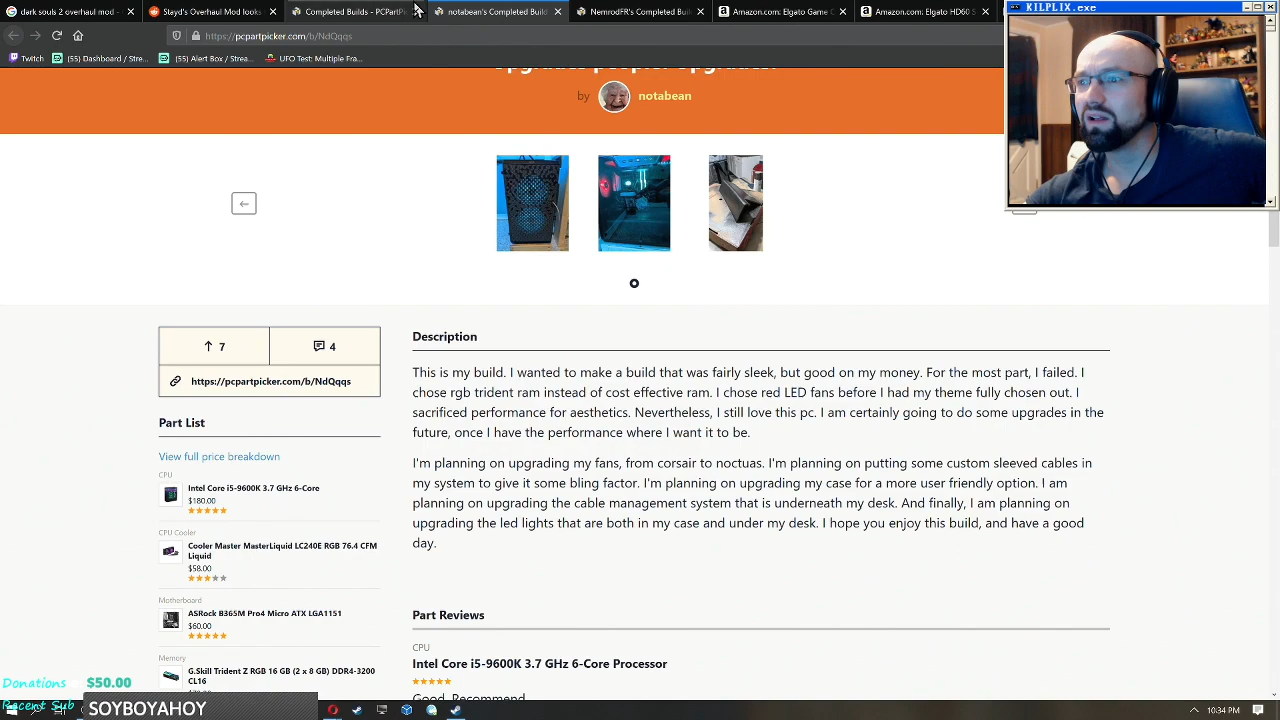 dark souls 2 overhaul mod
Stayd's Overhaul Mod looks
Completed Builds - PCPartP
notabean's Completed Build
NemrodFR's Completed Build
Amazon.com: Elgato Game C
Amazon.com: Elgato HD60 S
KILPLIX.exe
https://pcpartpicker.com/b/NdQqqs
Twitch
(55) Dashboard / Stre...
(55) Alert Box / Strea...
UFO Test: Multiple Fra...
by notabean
7
4
https://pcpartpicker.com/b/NdQqqs
Part List
View full price breakdown
CPU
Intel Core i5-9600K 3.7 GHz 6-Core
$180.00
CPU Cooler
Cooler Master MasterLiquid LC240E RGB 76.4 CFM
Liquid
$58.00
Motherboard
ASRock B365M Pro4 Micro ATX LGA1151
$60.00
Memory
G.Skill Trident Z RGB 16 GB (2 x 8 GB) DDR4-3200
CL16
Description
This is my build. I wanted to make a build that was fairly sleek, but good on my money. For the most part, I failed. I
chose rgb trident ram instead of cost effective ram. I chose red LED fans before I had my theme fully chosen out. I
sacrificed performance for aesthetics. Nevertheless, I still love this pc. I am certainly going to do some upgrades in the
future, once I have the performance where I want it to be.
I'm planning on upgrading my fans, from corsair to noctuas. I'm planning on putting some custom sleeved cables in
my system to give it some bling factor. I'm planning on upgrading my case for a more user friendly option. I am
planning on upgrading the cable management system that is underneath my desk. And finally, I am planning on
upgrading the led lights that are both in my case and under my desk. I hope you enjoy this build, and have a good
day.
Part Reviews
CPU
Intel Core i5-9600K 3.7 GHz 6-Core Processor
Good. Recommend
Donations $50.00
Recent Sub SOYBOYAHOY
10:34 PM